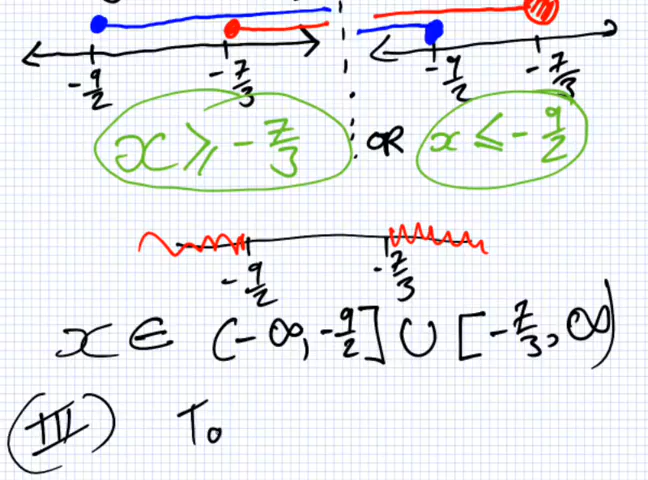 -9/2 -7/3 -9/2 -7/3
x ≥ -7/3 OR x ≤ -9/2
-9/2 -7/3
x ∈ (-∞, -9/2] ∪ [-7/3, ∞)
(III) To